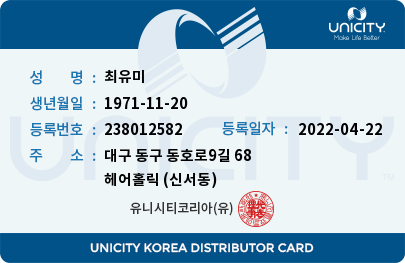 UNICITY
Make Life Better
성 명 : 최유미
생년월일 : 1971-11-20
등록번호 : 238012582 등록일자 : 2022-04-22
주 소 : 대구 동구 동호로9길 68
헤어홀릭 (신서동)
유니시티코리아(유)
UNICITY
UNICITY KOREA DISTRIBUTOR CARD